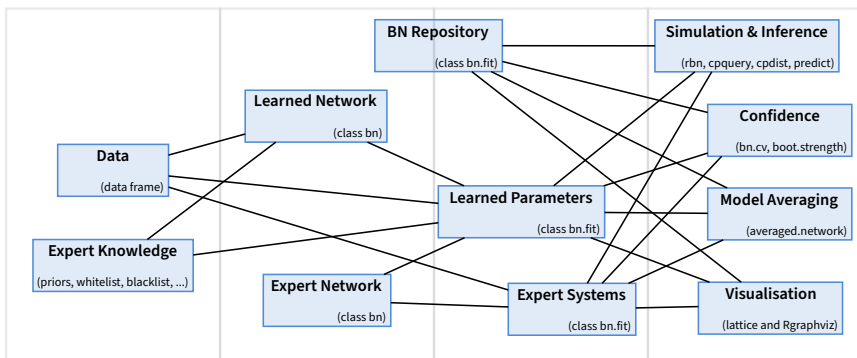 BN Repository
(class bn.fit)
Simulation & Inference
(rbn, cpquery, cpdist, predict)
Learned Network
(class bn)
Confidence
(bn.cv, boot.strength)
Data
(data frame)
Learned Parameters
(class bn.fit)
Model Averaging
(averaged.network)
Expert Knowledge
(priors, whitelist, blacklist, ...)
Expert Network
(class bn)
Expert Systems
(class bn.fit)
Visualisation
(lattice and Rgraphviz)